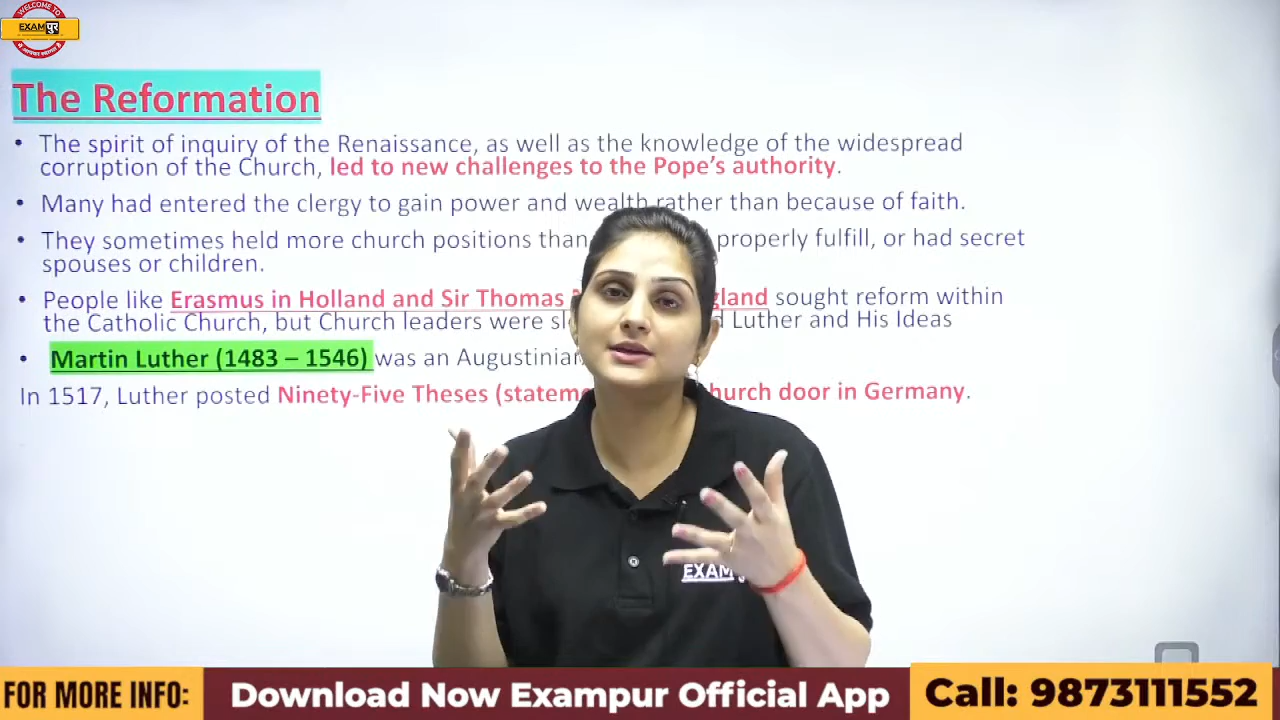 WELCOME TO
EXAMपुर
The Reformation
• The spirit of inquiry of the Renaissance, as well as the knowledge of the widespread
corruption of the Church, led to new challenges to the Pope's authority.
• Many had entered the clergy to gain power and wealth rather than because of faith.
• They sometimes held more church positions than properly fulfill, or had secret
spouses or children.
• People like Erasmus in Holland and Sir Thomas sought reform within
the Catholic Church, but Church leaders were Luther and His Ideas
• Martin Luther (1483 – 1546) was an Augustinian
In 1517, Luther posted Ninety-Five Theses church door in Germany.
EXAM
FOR MORE INFO:
Download Now Exampur Official App
Call: 9873111552